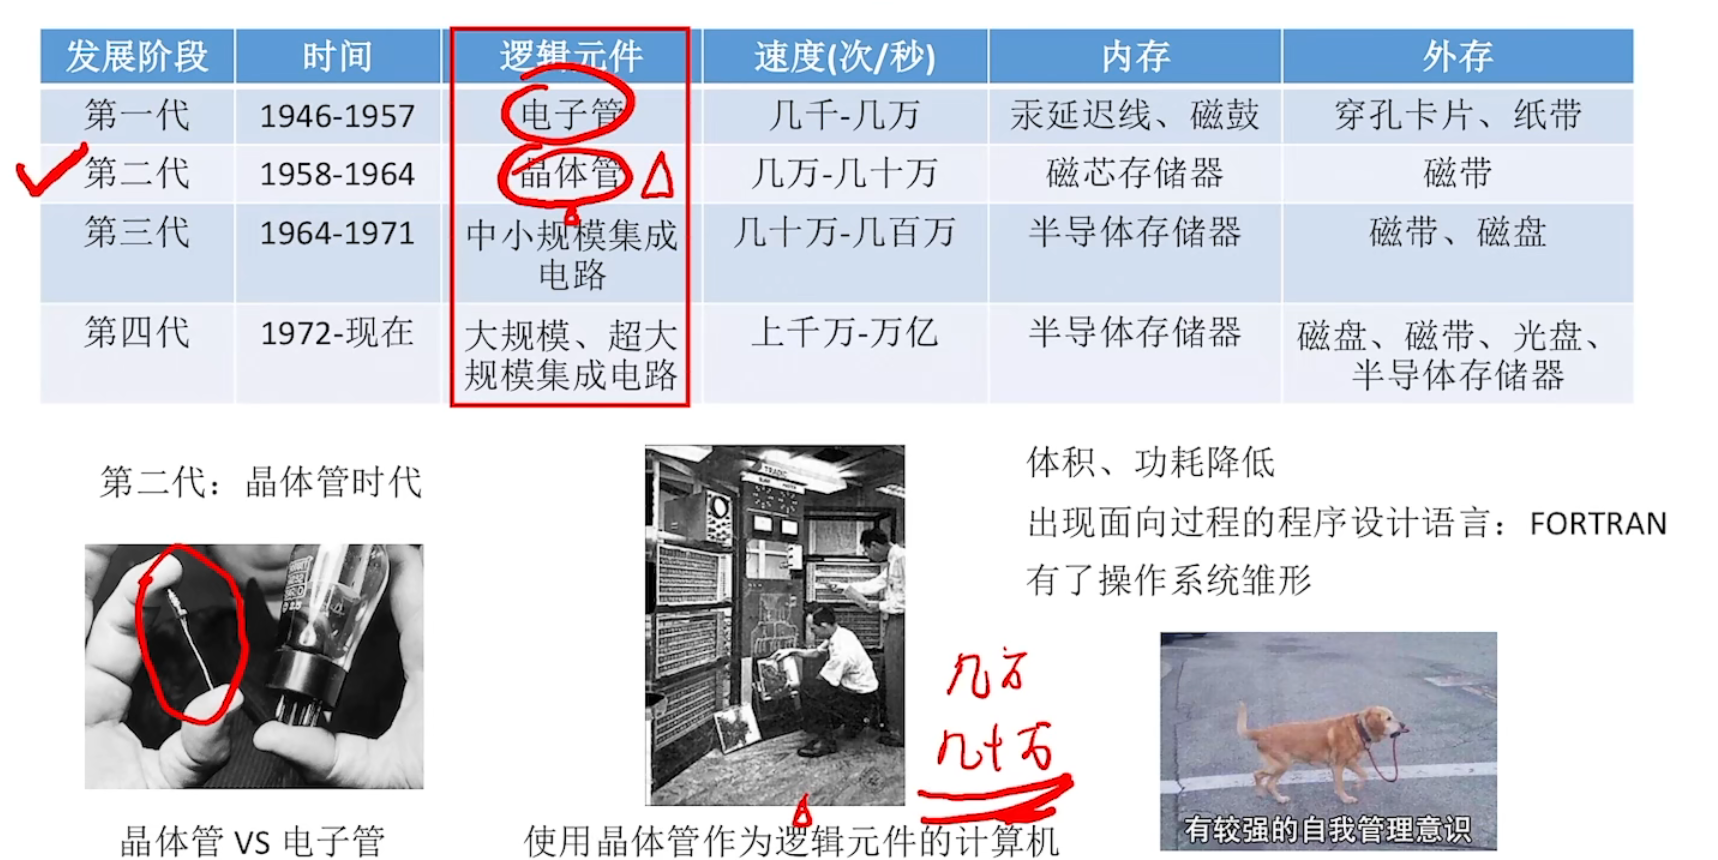 发展阶段 时间 逻辑元件 速度(次/秒) 内存 外存
第一代 1946-1957 电子管 几千-几万 汞延迟线、磁鼓 穿孔卡片、纸带
第二代 1958-1964 晶体管 几万-几十万 磁芯存储器 磁带
第三代 1964-1971 中小规模集成 几十万-几百万 半导体存储器 磁带、磁盘
电路
第四代 1972-现在 大规模、超大 上千万-万亿 半导体存储器 磁盘、磁带、光盘、
规模集成电路 半导体存储器
第二代：晶体管时代
晶体管 VS 电子管
TRADIC
使用晶体管作为逻辑元件的计算机
体积、功耗降低
出现面向过程的程序设计语言：FORTRAN
有了操作系统雏形
几万
几十万
有较强的自我管理意识